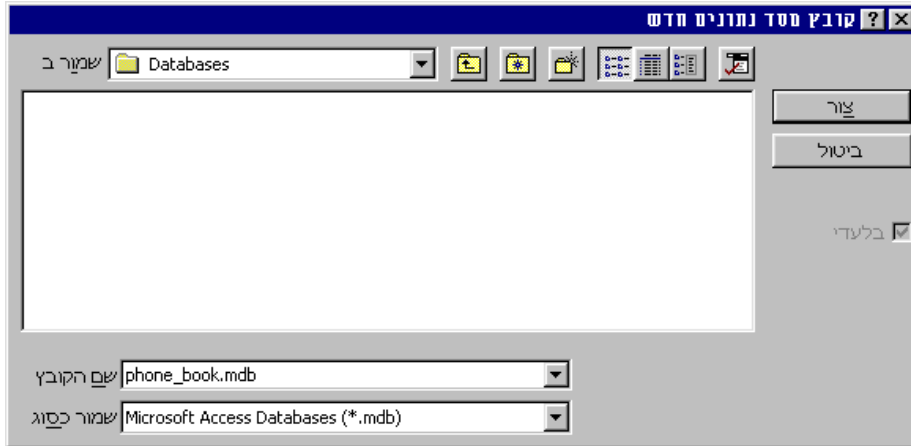 קובץ מסד נתונים חדש
שמור ב Databases
צור
ביטול
בלעדי
שם הקובץ phone_book.mdb
שמור כסוג Microsoft Access Databases (*.mdb)